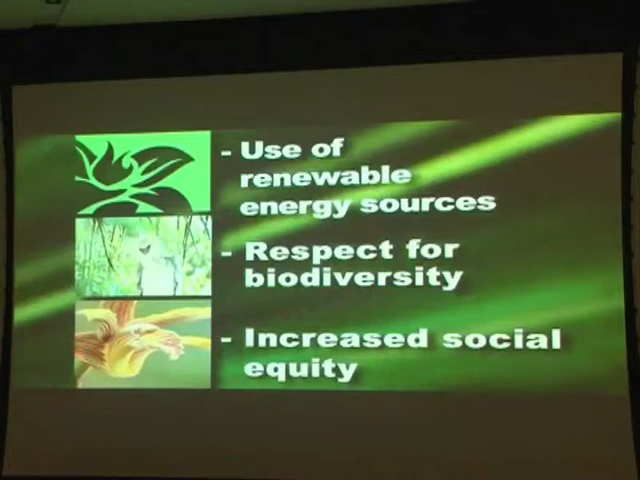 - Use of
renewable
energy sources
- Respect for
biodiversity
- Increased social
equity